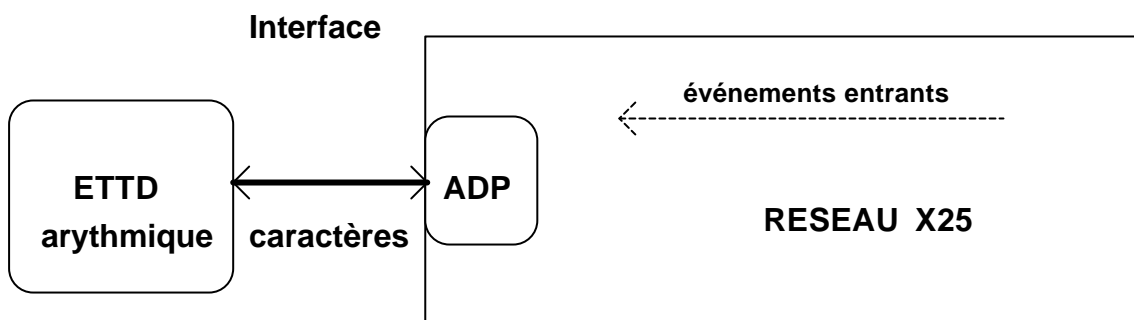 Interface
événements entrants
ETTD
arythmique
caractères
ADP
RESEAU X25